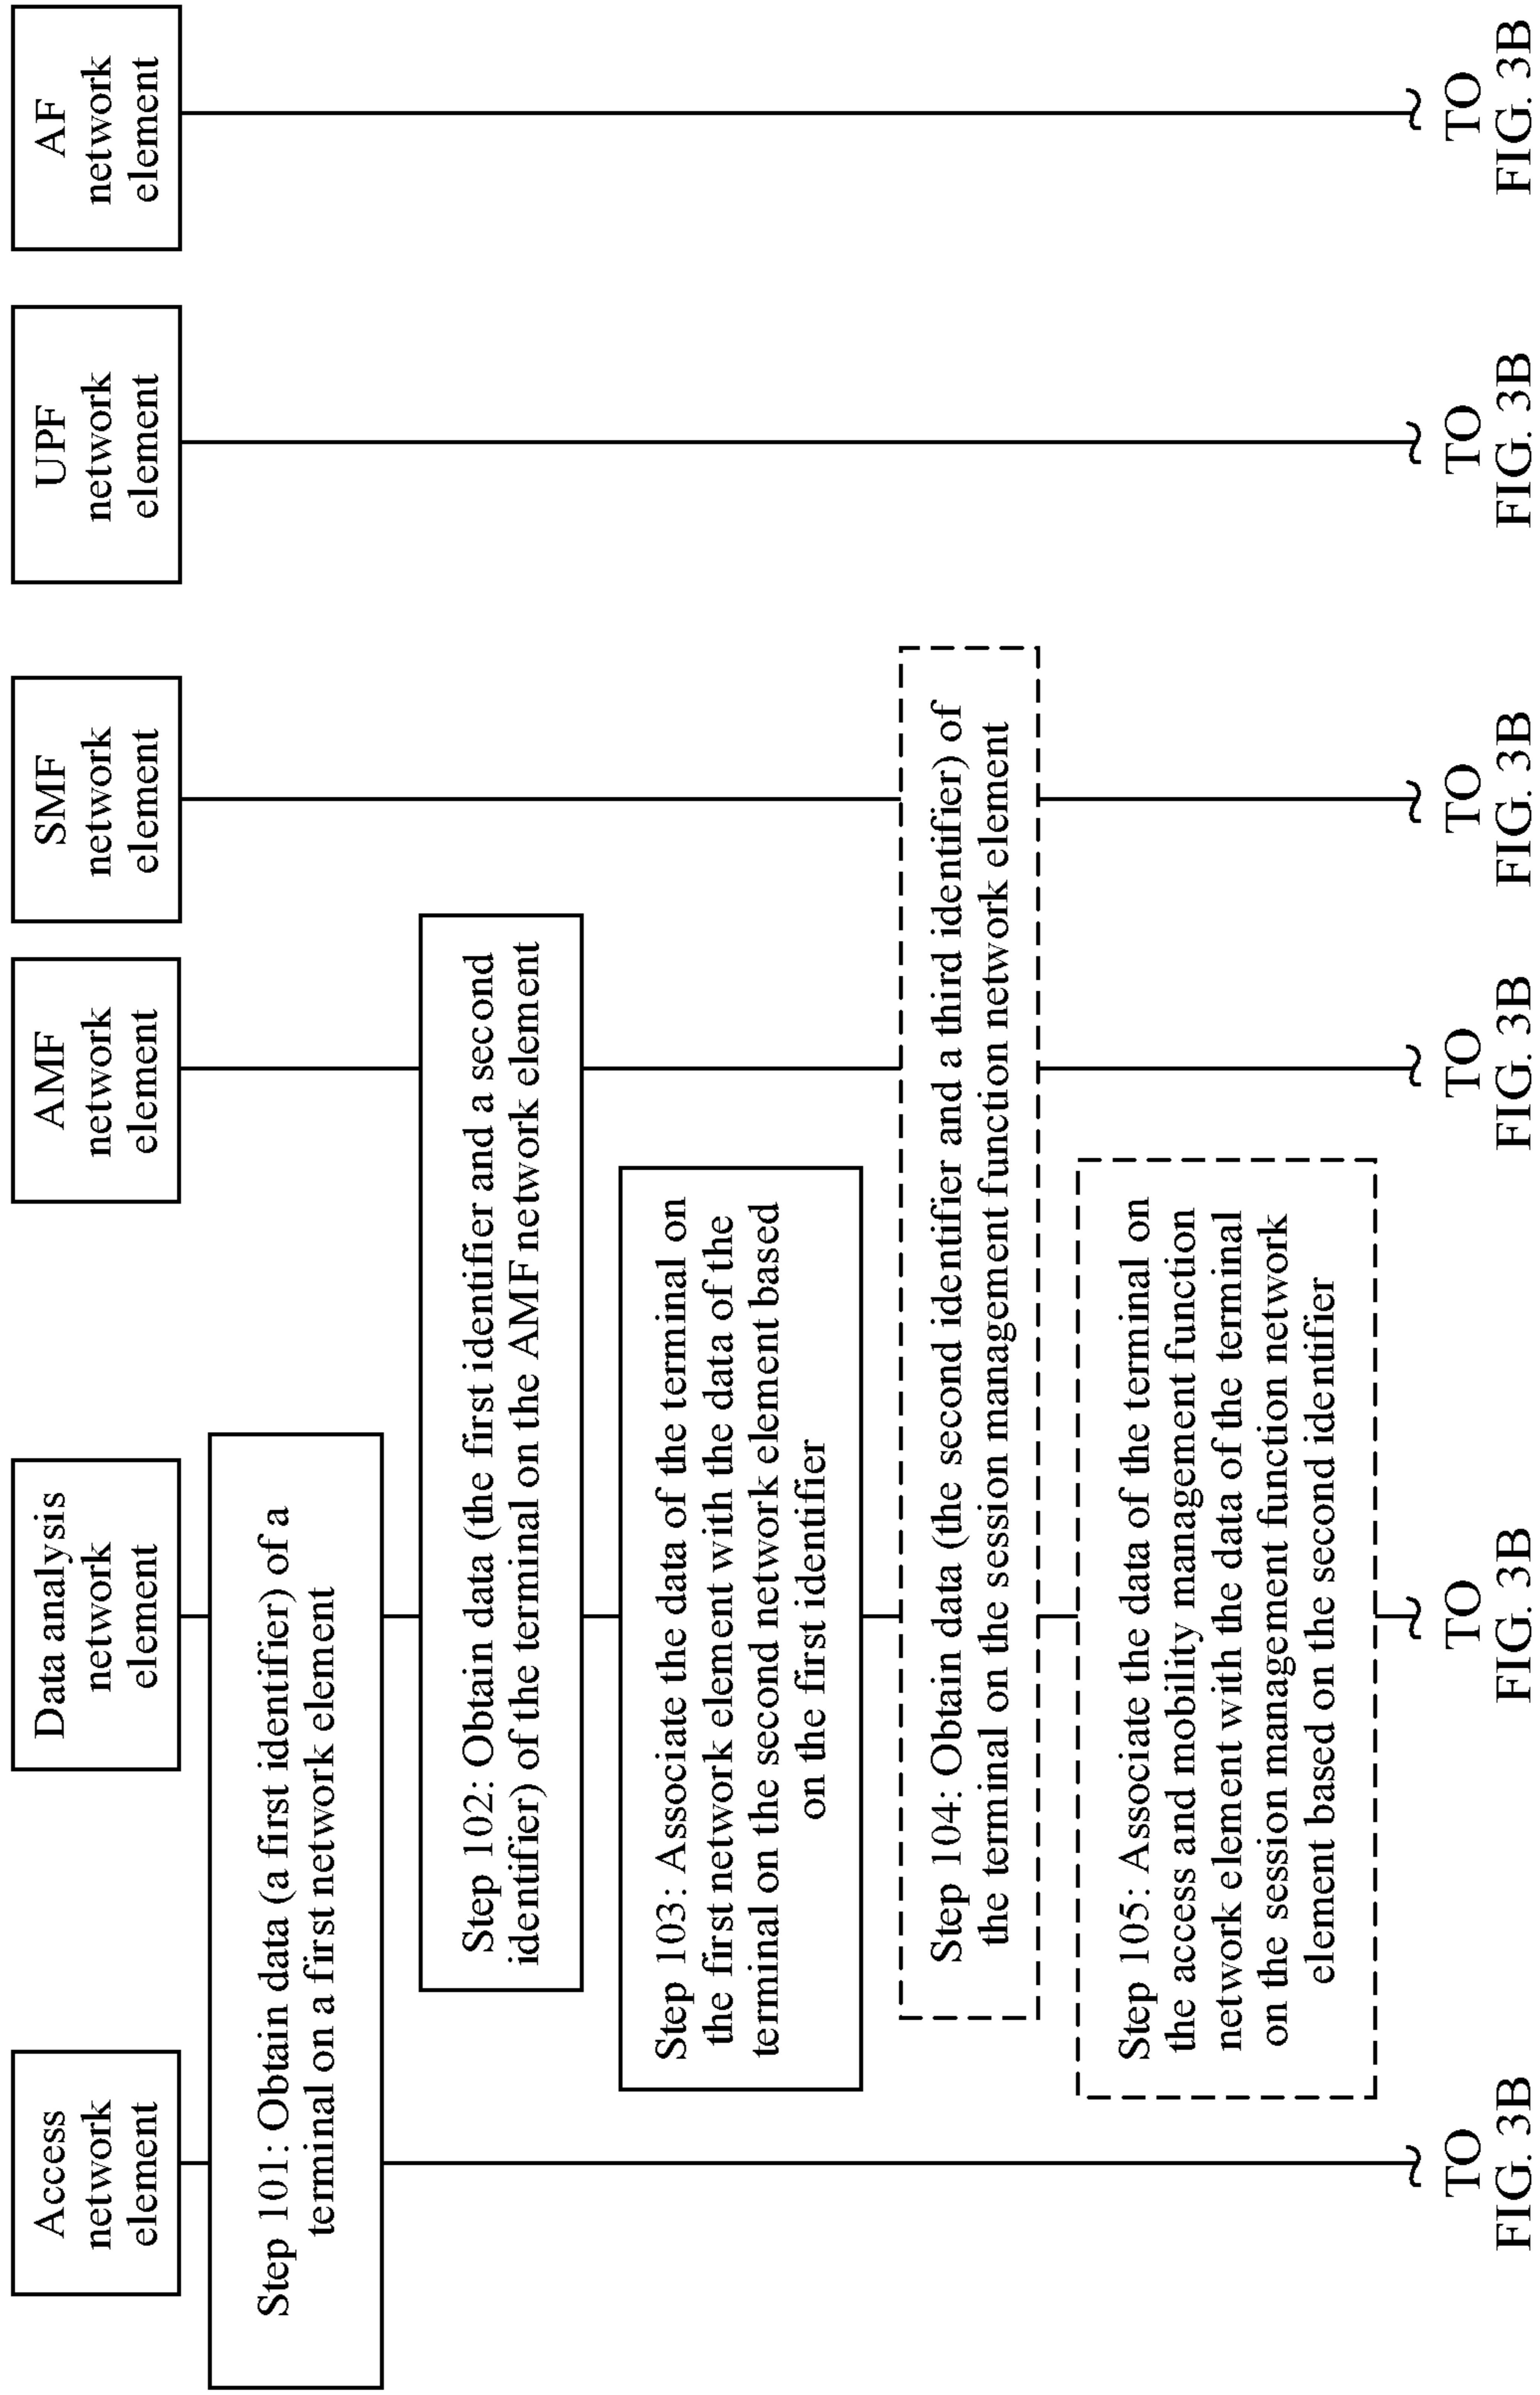 Access
network
element
Data analysis
network
element
AMF
network
element
SMF
network
element
UPF
network
element
AF
network
element
Step 101: Obtain data (a first identifier) of a
terminal on a first network element
Step 102: Obtain data (the first identifier and a second
identifier) of the terminal on the AMF network element
Step 103: Associate the data of the terminal on
the first network element with the data of the
terminal on the second network element based
on the first identifier
Step 104: Obtain data (the second identifier and a third identifier) of
the terminal on the session management function network element
Step 105: Associate the data of the terminal on
the access and mobility management function
network element with the data of the terminal
on the session management function network
element based on the second identifier
TO
FIG. 3B
TO
FIG. 3B
TO
FIG. 3B
TO
FIG. 3B
TO
FIG. 3B
TO
FIG. 3B